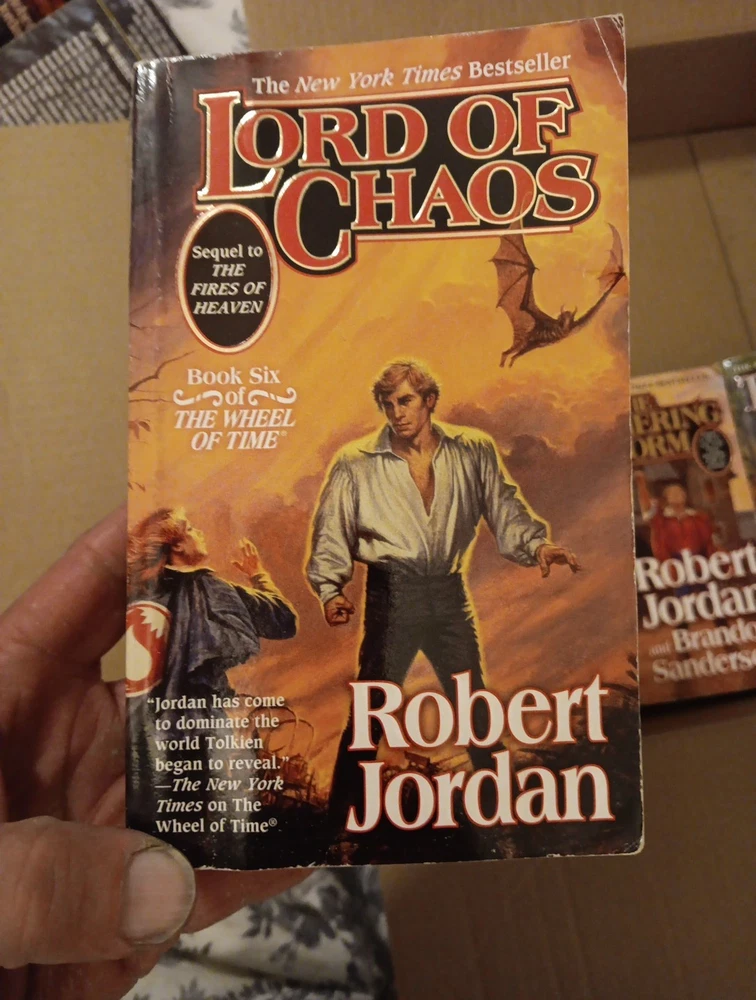 The New York Times Bestseller
LORD OF
CHAOS
Sequel to
THE
FIRES OF
HEAVEN
Book Six
of
THE WHEEL
OF TIME®
"Jordan has come
to dominate the
world Tolkien
began to reveal."
—The New York
Times on The
Wheel of Time®
Robert
Jordan
Robert
Jordan
and